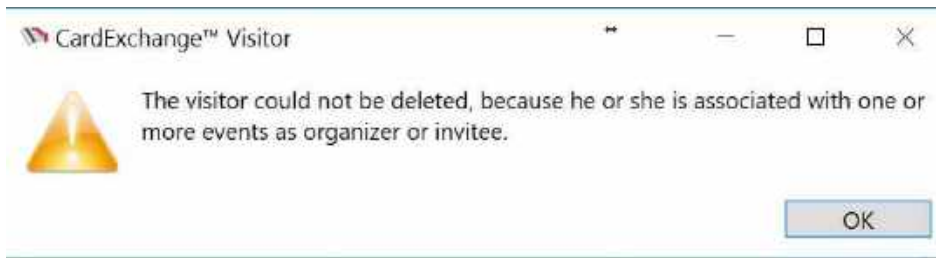 CardExchange™ Visitor
The visitor could not be deleted, because he or she is associated with one or
more events as organizer or invitee.
OK